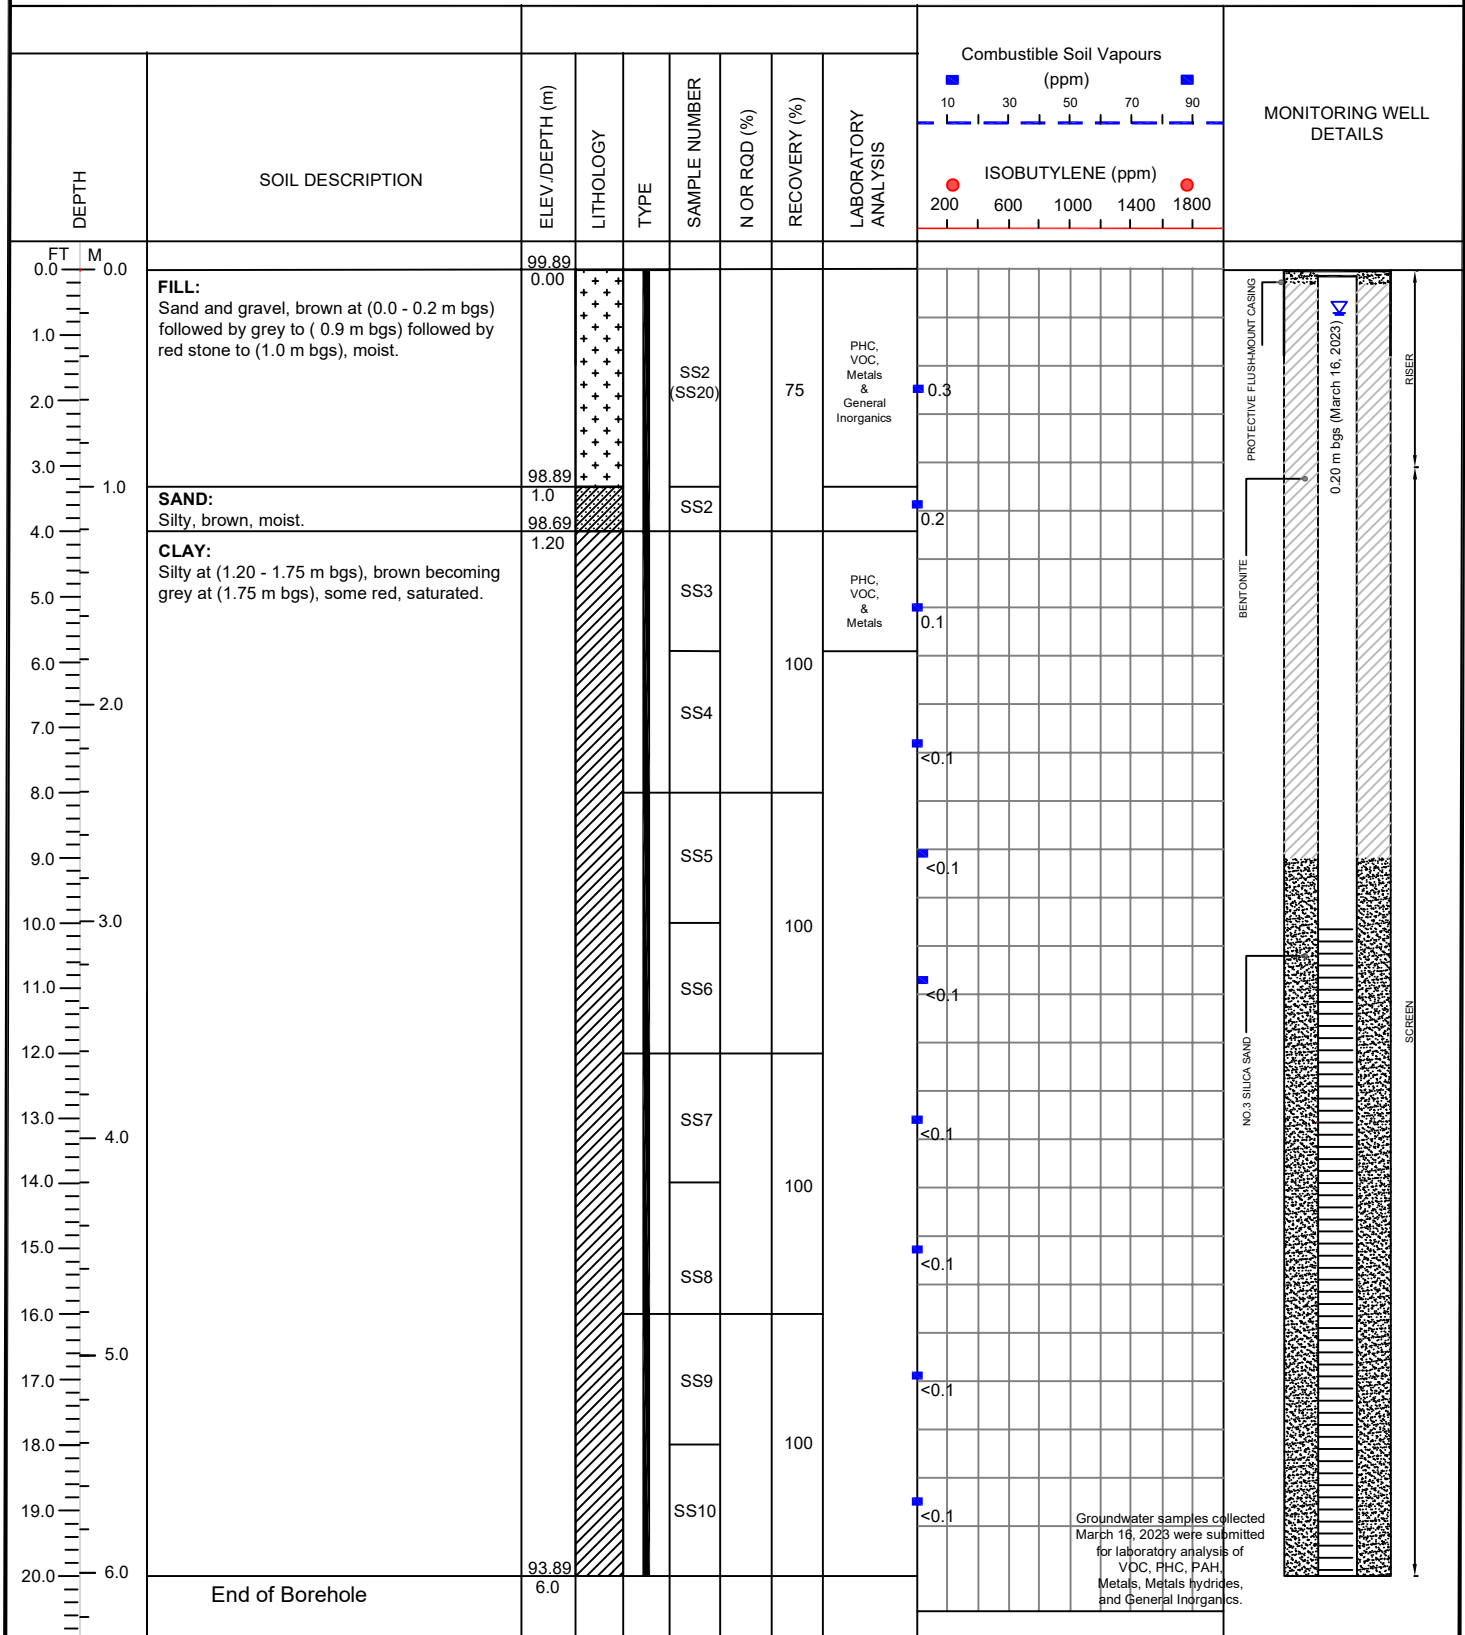 Combustible Soil Vapours
(ppm)
10 30 50 70 90
ISOBUTYLENE (ppm)
200 600 1000 1400 1800
MONITORING WELL
DETAILS
DEPTH
SOIL DESCRIPTION
ELEV./DEPTH (m)
LITHOLOGY
TYPE
SAMPLE NUMBER
N OR RQD (%)
RECOVERY (%)
LABORATORY
ANALYSIS
FT M
0.0 0.0
1.0
2.0
3.0
1.0
4.0
5.0
6.0
2.0
7.0
8.0
9.0
10.0 3.0
11.0
12.0
13.0
4.0
14.0
15.0
16.0
5.0
17.0
18.0
19.0
20.0 6.0
FILL:
Sand and gravel, brown at (0.0 - 0.2 m bgs)
followed by grey to ( 0.9 m bgs) followed by
red stone to (1.0 m bgs), moist.
SAND:
Silty, brown, moist.
CLAY:
Silty at (1.20 - 1.75 m bgs), brown becoming
grey at (1.75 m bgs), some red, saturated.
End of Borehole
99.89
0.00
98.89
1.0
98.69
1.20
93.89
6.0
SS2
(SS20)
SS2
SS3
SS4
SS5
SS6
SS7
SS8
SS9
SS10
75
100
100
100
100
PHC,
VOC,
Metals
&
General
Inorganics
PHC,
VOC,
&
Metals
0.3
0.2
0.1
<0.1
<0.1
<0.1
<0.1
<0.1
<0.1
<0.1
PROTECTIVE FLUSH-MOUNT CASING
0.20 m bgs (March 16, 2023)
RISER
BENTONITE
NO.3 SILICA SAND
SCREEN
Groundwater samples collected
March 16, 2023 were submitted
for laboratory analysis of
VOC, PHC, PAH,
Metals, Metals hydrides,
and General Inorganics.